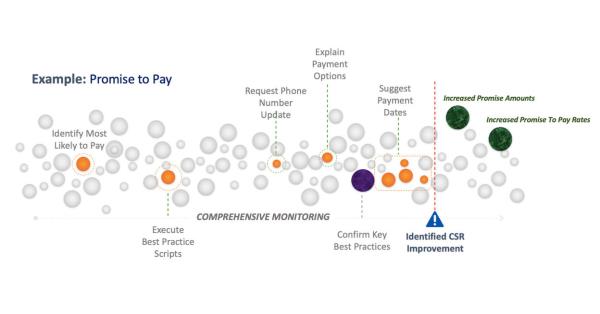 Example: Promise to Pay
Identify Most
Likely to Pay
Execute
Best Practice
Scripts
Request Phone
Number
Update
Explain
Payment
Options
Suggest
Payment
Dates
Increased Promise Amounts
Increased Promise To Pay Rates
COMPREHENSIVE MONITORING
Confirm Key
Best Practices
Identified CSR
Improvement